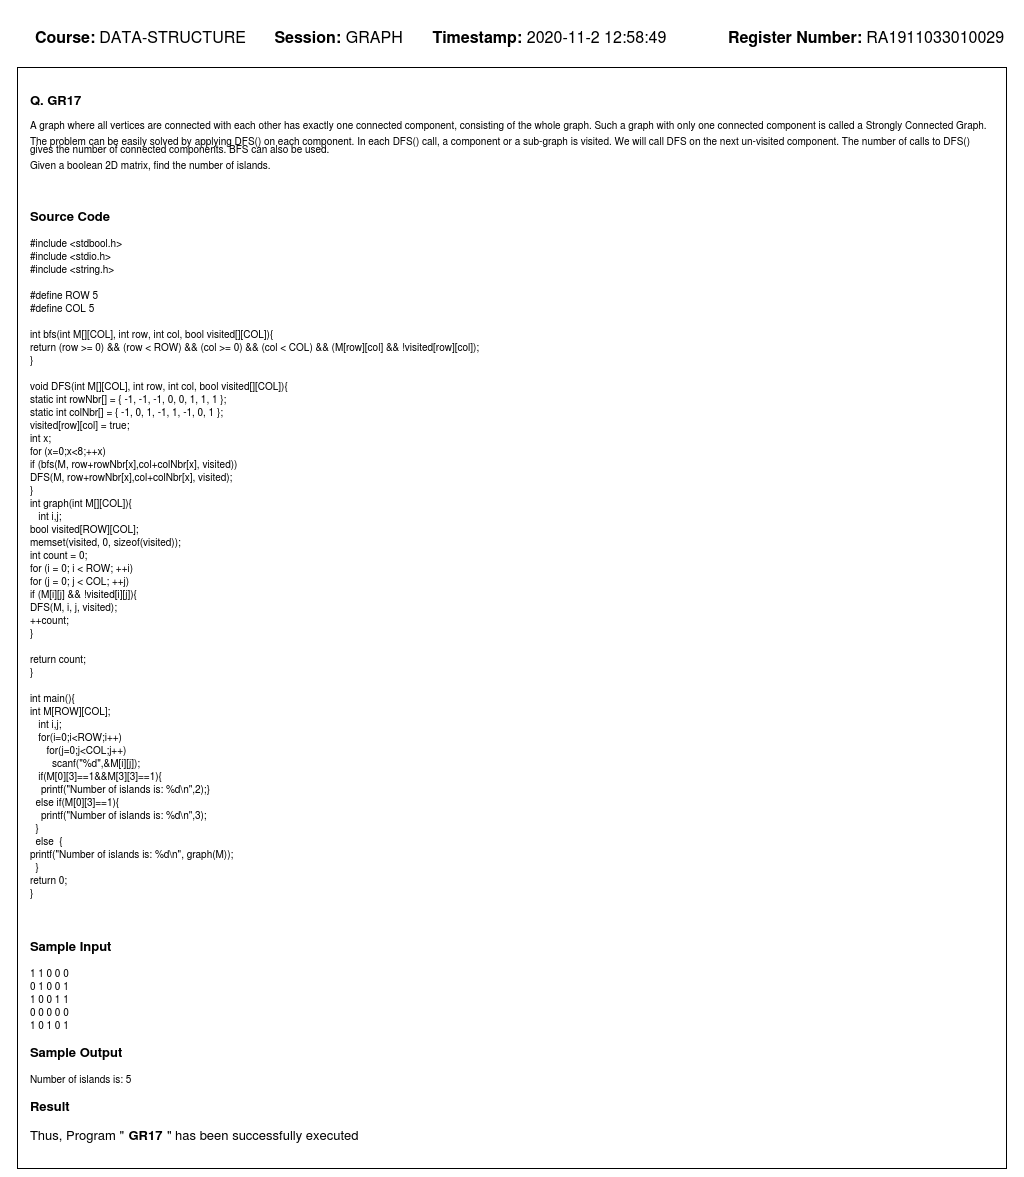 Course: DATA-STRUCTURE Session: GRAPH Timestamp: 2020-11-2 12:58:49 Register Number: RA1911033010029
Q. GR17
A graph where all vertices are connected with each other has exactly one connected component, consisting of the whole graph. Such a graph with only one connected component is called a Strongly Connected Graph.
The problem can be easily solved by applying DFS() on each component. In each DFS() call, a component or a sub-graph is visited. We will call DFS on the next un-visited component. The number of calls to DFS()
gives the number of connected components. BFS can also be used.
Given a boolean 2D matrix, find the number of islands.
Source Code
#include <stdbool.h>
#include <stdio.h>
#include <string.h>
#define ROW 5
#define COL 5
int bfs(int M[][COL], int row, int col, bool visited[][COL]){
return (row >= 0) && (row < ROW) && (col >= 0) && (col < COL) && (M[row][col] && !visited[row][col]);
}
void DFS(int M[][COL], int row, int col, bool visited[][COL]){
static int rowNbr[] = { -1, -1, -1, 0, 0, 1, 1, 1 };
static int colNbr[] = { -1, 0, 1, -1, 1, -1, 0, 1 };
visited[row][col] = true;
int x;
for (x=0;x<8;++x)
if (bfs(M, row+rowNbr[x],col+colNbr[x], visited))
DFS(M, row+rowNbr[x],col+colNbr[x], visited);
}
int graph(int M[][COL]){
int i,j;
bool visited[ROW][COL];
memset(visited, 0, sizeof(visited));
int count = 0;
for (i = 0; i < ROW; ++i)
for (j = 0; j < COL; ++j)
if (M[i][j] && !visited[i][j]){
DFS(M, i, j, visited);
++count;
}
return count;
}
int main(){
int M[ROW][COL];
int i,j;
for(i=0;i<ROW;i++)
for(j=0;j<COL;j++)
scanf("%d",&M[i][j]);
if(M[0][3]==1&&M[3][3]==1){
printf("Number of islands is: %d\n",2);}
else if(M[0][3]==1){
printf("Number of islands is: %d\n",3);
}
else {
printf("Number of islands is: %d\n", graph(M));
}
return 0;
}
Sample Input
1 1 0 0 0
0 1 0 0 1
1 0 0 1 1
0 0 0 0 0
1 0 1 0 1
Sample Output
Number of islands is: 5
Result
Thus, Program " GR17 " has been successfully executed